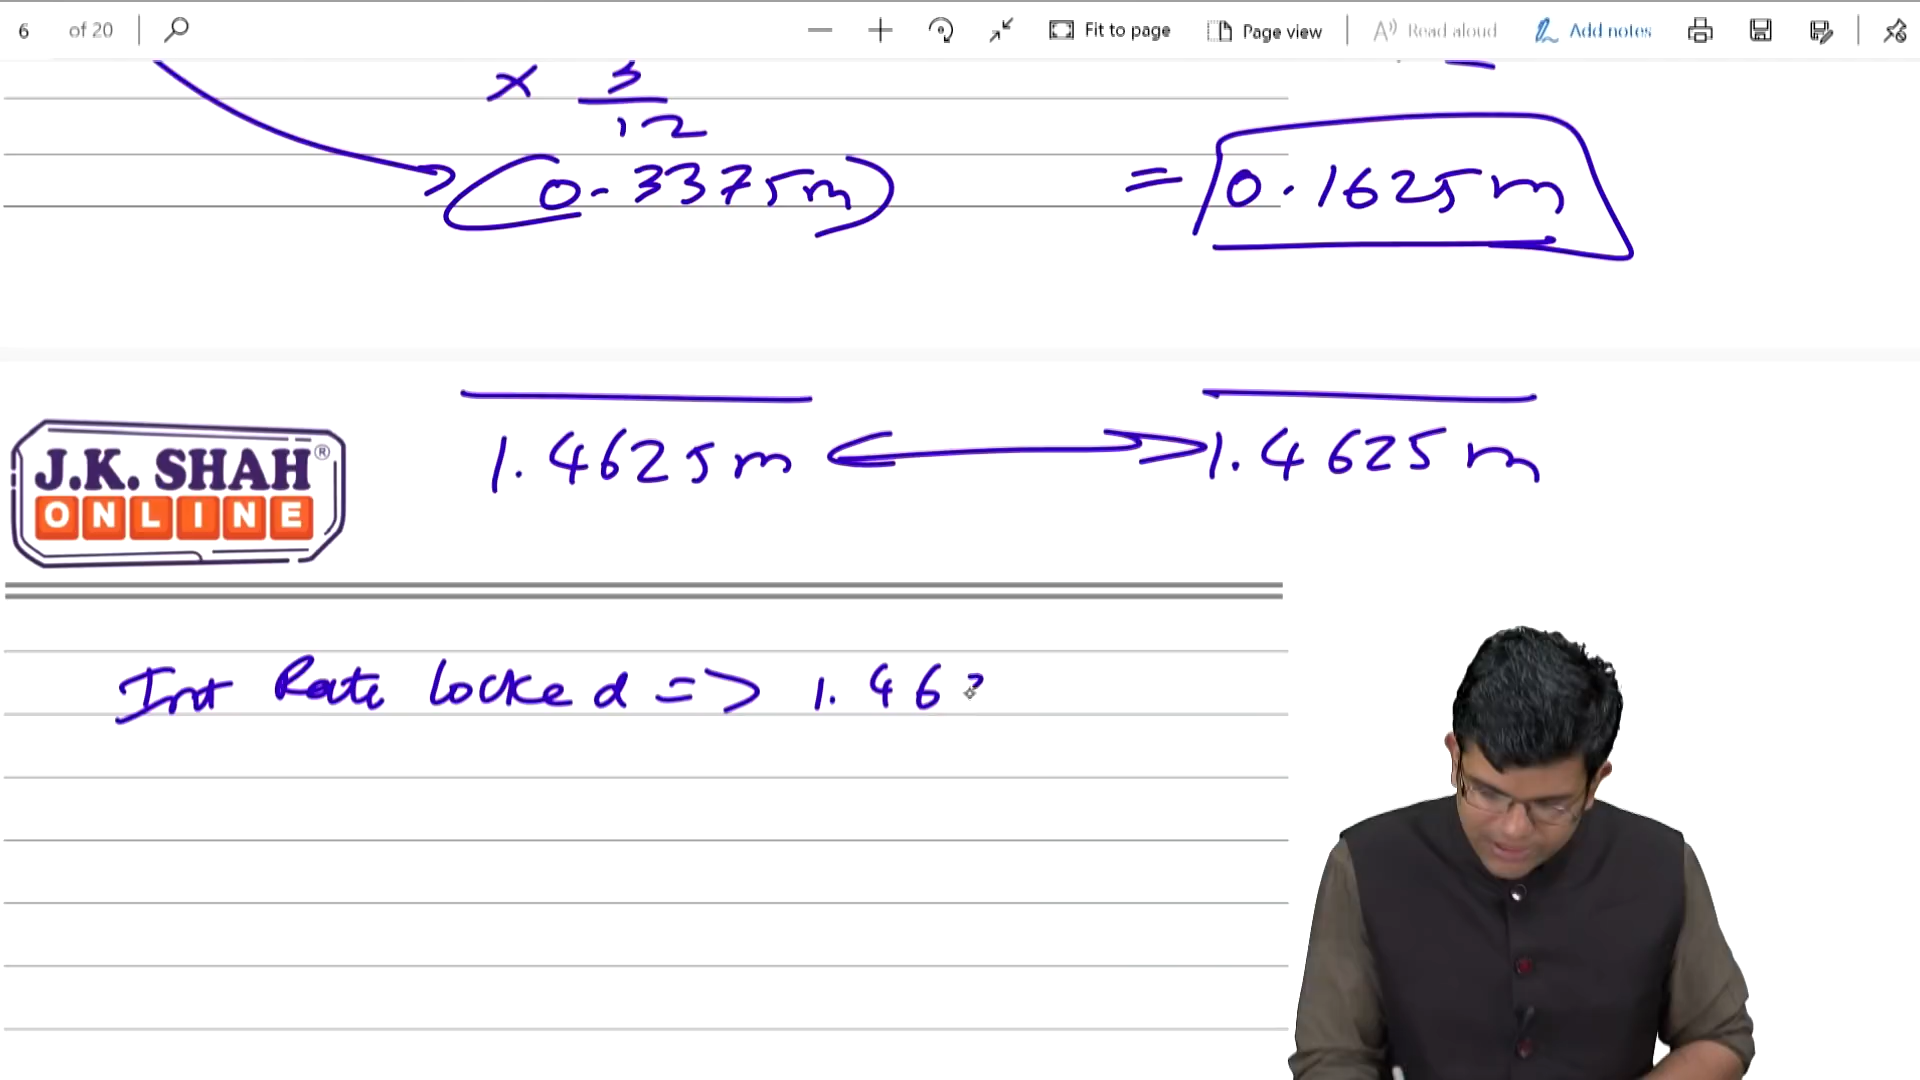 6 of 20 Fit to page Page view Read aloud Add notes
× 3/12
(0.3375m) = 0.1625m
1.4625m 1.4625m
J.K. SHAH®
ONLINE
Int Rate locked => 1.46